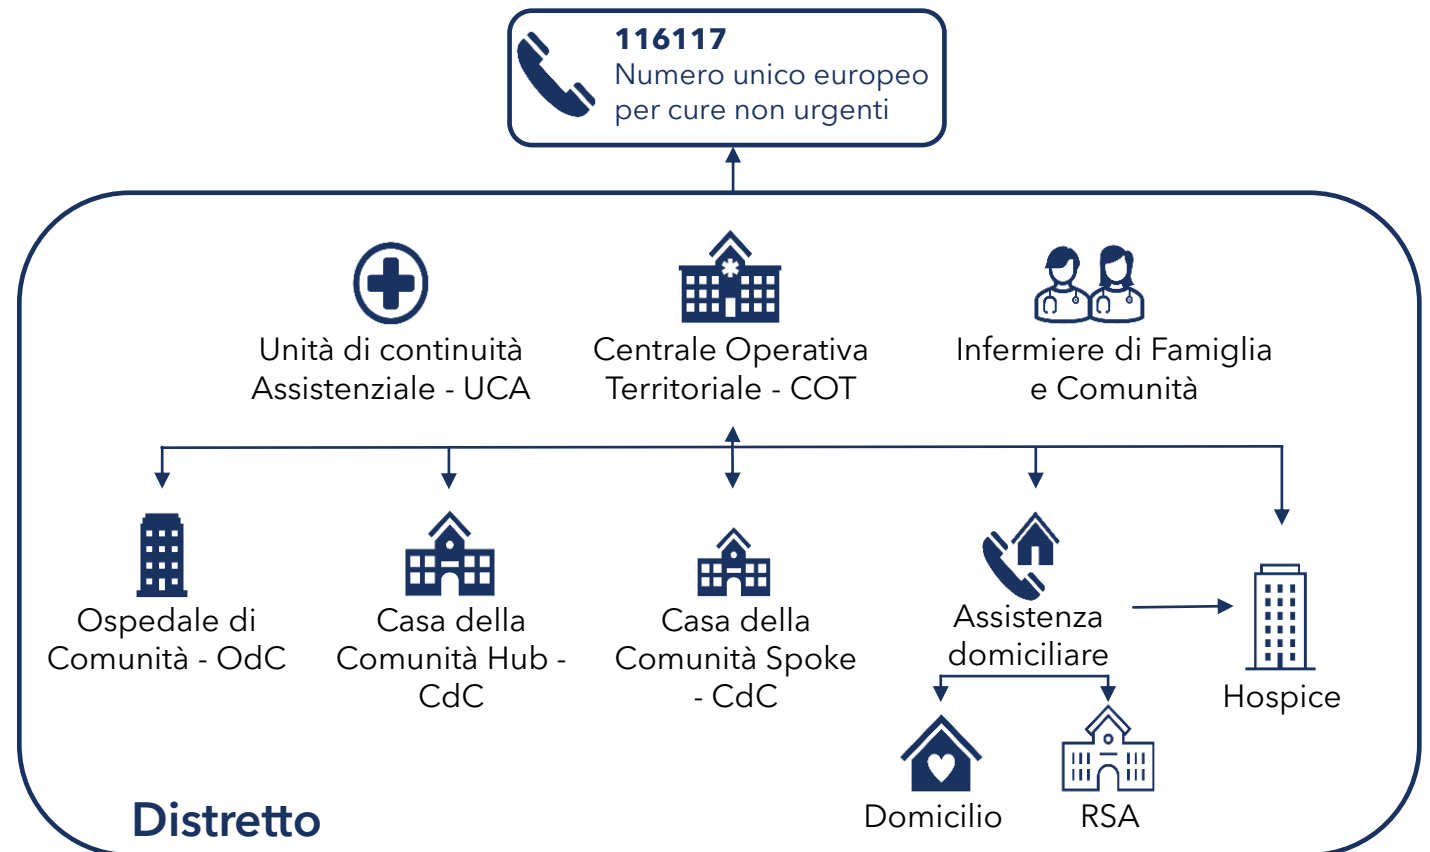 116117
Numero unico europeo
per cure non urgenti
Unità di continuità
Assistenziale - UCA
Centrale Operativa
Territoriale - COT
Infermiere di Famiglia
e Comunità
Ospedale di
Comunità - OdC
Casa della
Comunità Hub -
CdC
Casa della
Comunità Spoke
- CdC
Assistenza
domiciliare
Hospice
Domicilio
RSA
Distretto